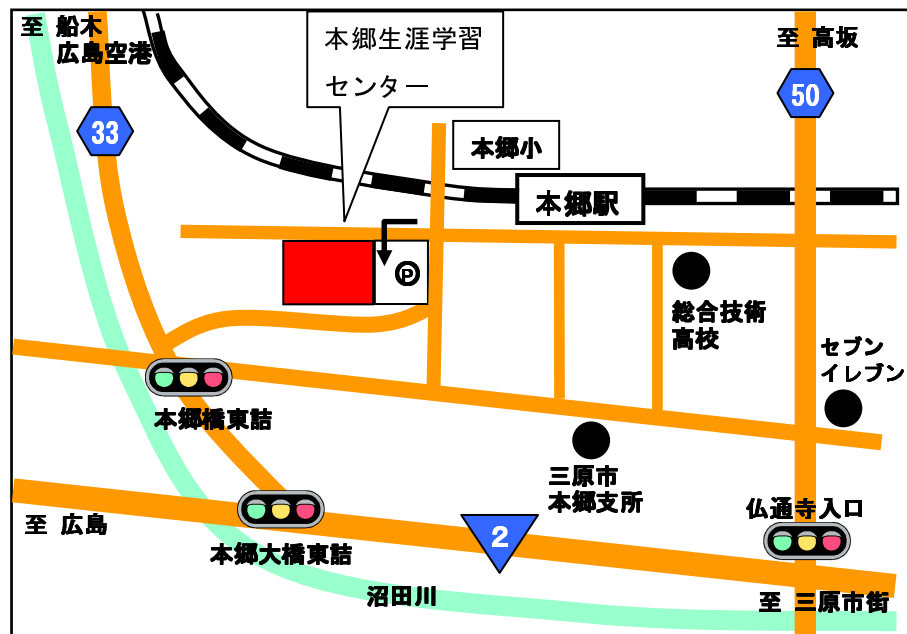 至 船木
広島空港
本郷生涯学習
センター
至 高坂
33
50
本郷小
本郷駅
P
総合技術
高校
セブン
イレブン
本郷橋東詰
三原市
本郷支所
至 広島
本郷大橋東詰
2
仏通寺入口
沼田川
至 三原市街